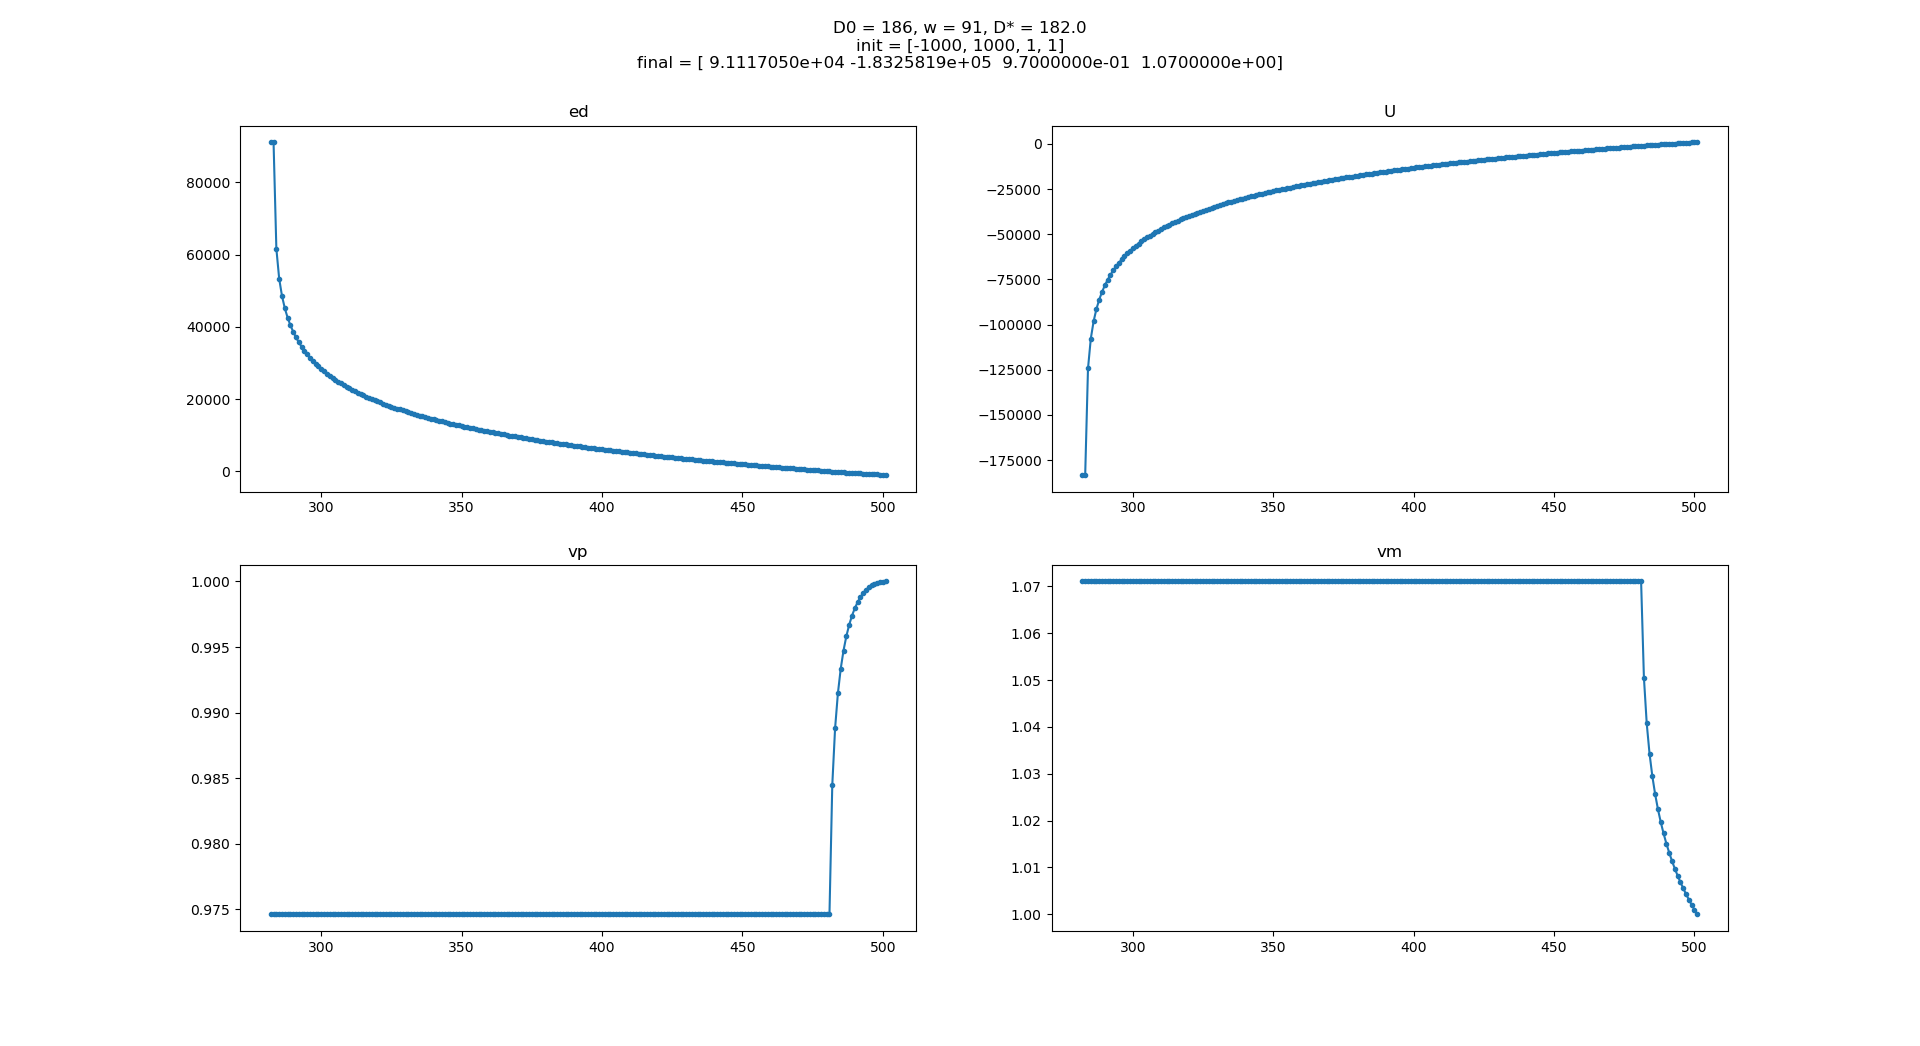 D0 = 186, w = 91, D* = 182.0
init = [-1000, 1000, 1, 1]
final = [ 9.1117050e+04 -1.8325819e+05  9.7000000e-01  1.0700000e+00]
ed
80000
60000
40000
20000
0
300 350 400 450 500
U
0
−25000
−50000
−75000
−100000
−125000
−150000
−175000
300 350 400 450 500
vp
1.000
0.995
0.990
0.985
0.980
0.975
300 350 400 450 500
vm
1.07
1.06
1.05
1.04
1.03
1.02
1.01
1.00
300 350 400 450 500